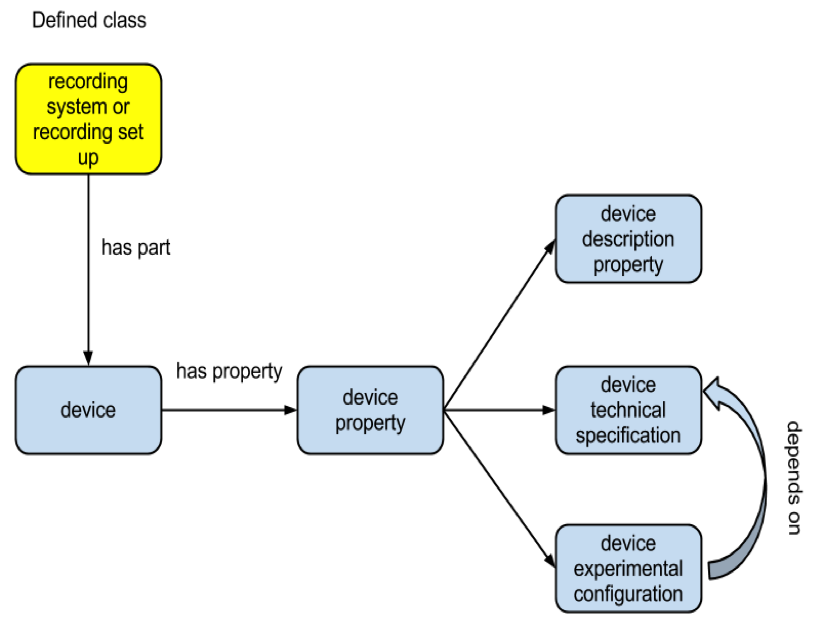 Defined class
recording
system or
recording set
up
has part
device
has property
device
property
device
description
property
device
technical
specification
depends on
device
experimental
configuration